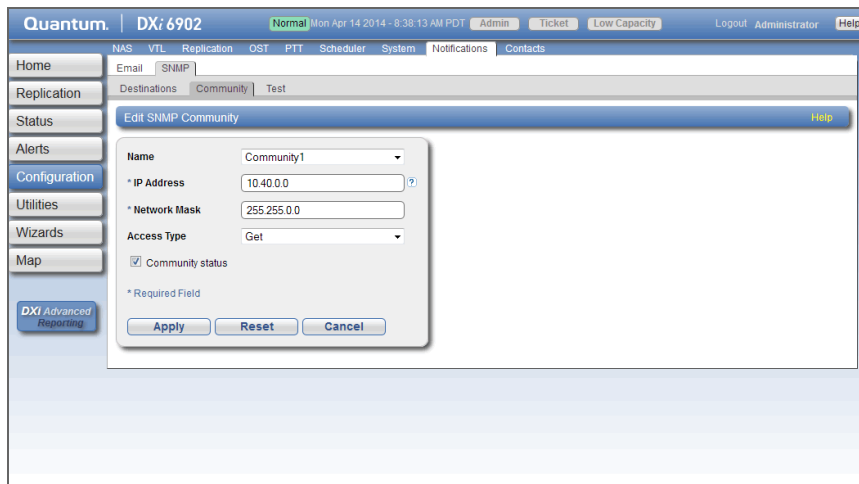 Quantum. DXi 6902 Normal Mon Apr 14 2014 - 8:38:13 AM PDT Admin Ticket Low Capacity Logout Administrator Help
NAS VTL Replication OST PTT Scheduler System Notifications Contacts
Home
Email SNMP
Replication
Destinations Community Test
Status
Edit SNMP Community Help
Alerts
Name Community1
Configuration
* IP Address 10.40.0.0 ?
Utilities
* Network Mask 255.255.0.0
Wizards
Access Type Get
Map
Community status
* Required Field
DXi Advanced
Reporting
Apply Reset Cancel